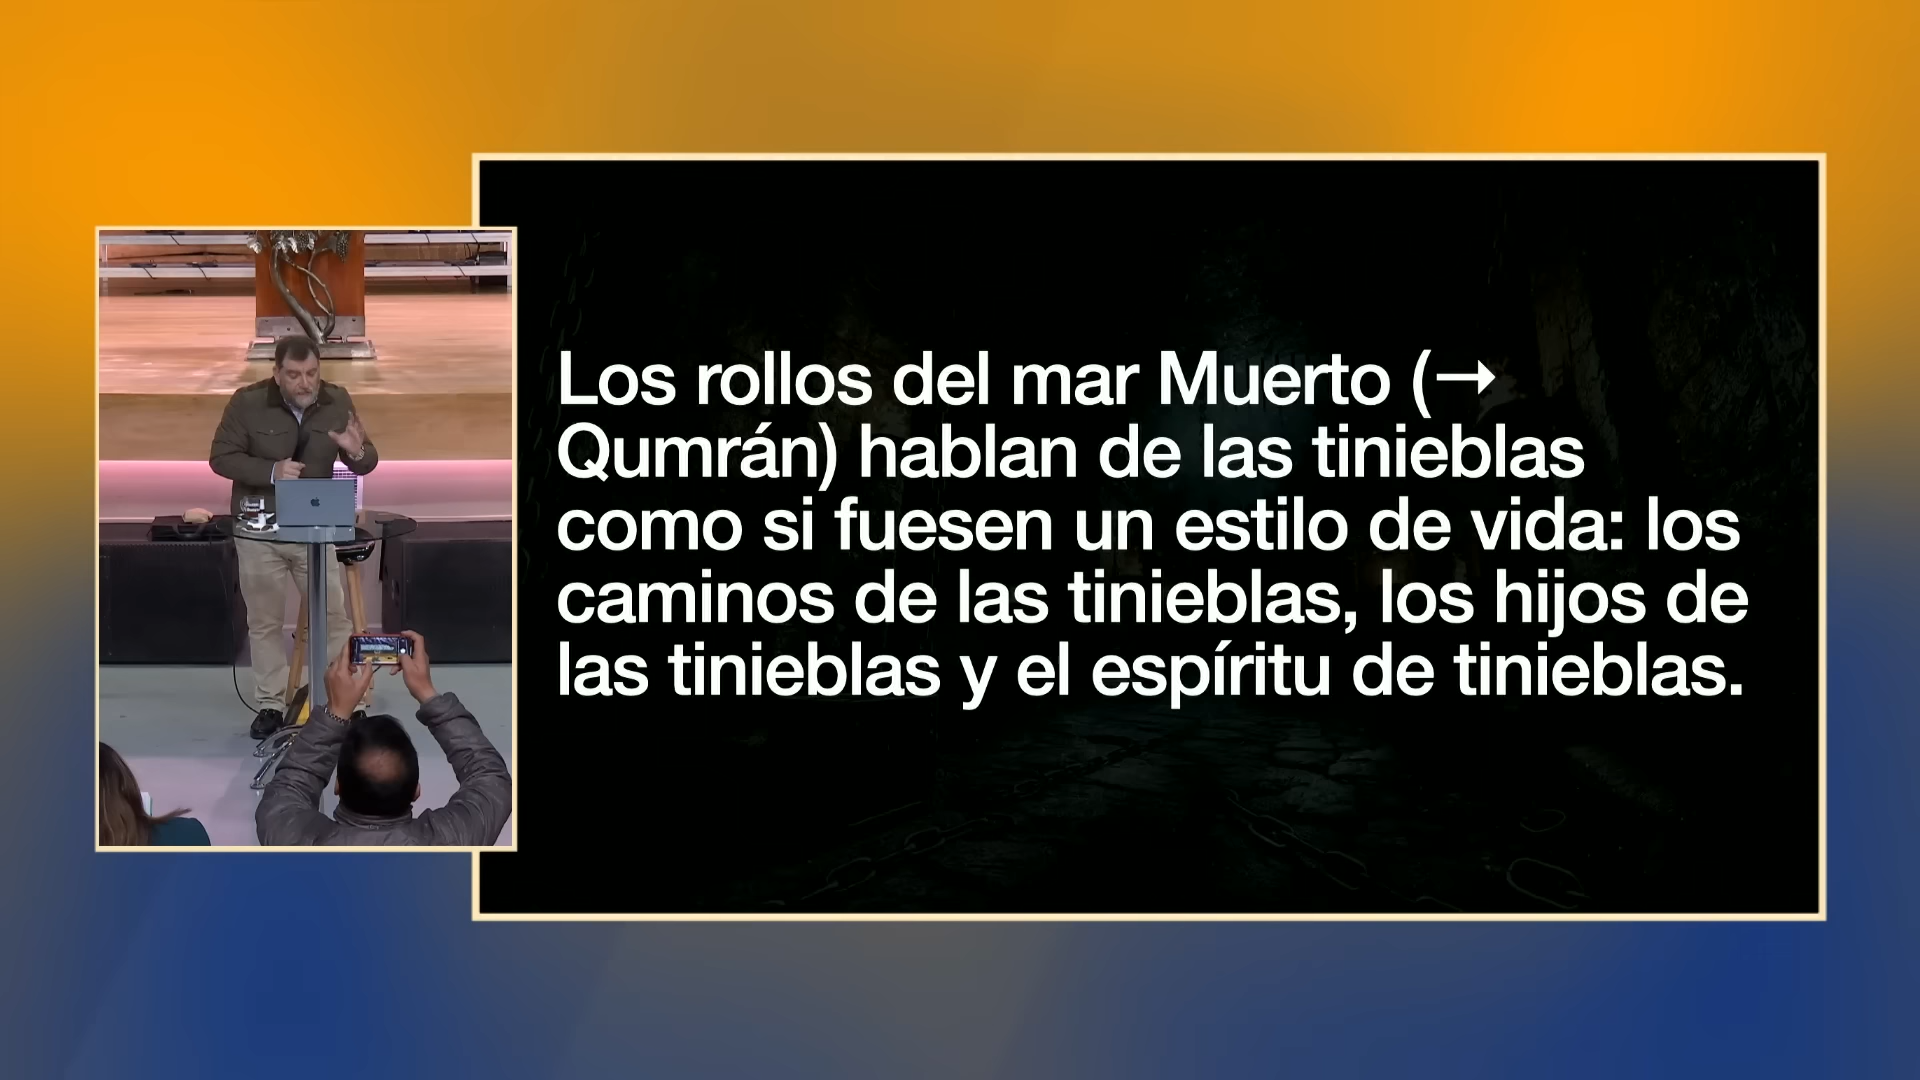 Los rollos del mar Muerto (→
Qumrán) hablan de las tinieblas
como si fuesen un estilo de vida: los
caminos de las tinieblas, los hijos de
las tinieblas y el espíritu de tinieblas.